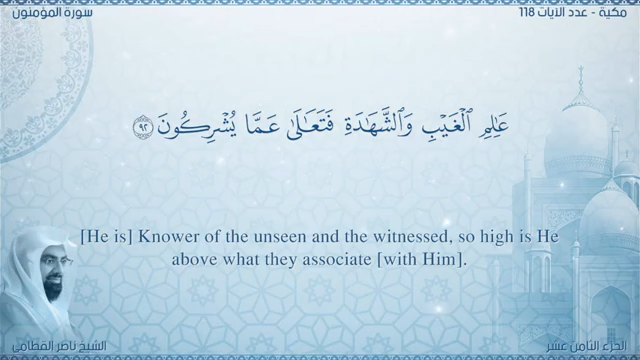 مكية - عدد الآيات 118
سورة المؤمنون
عَٰلِمِ ٱلْغَيْبِ وَٱلشَّهَٰدَةِ فَتَعَٰلَىٰ عَمَّا يُشْرِكُونَ ٩٢
[He is] Knower of the unseen and the witnessed, so high is He
above what they associate [with Him].
الجزء الثامن عشر
الشيخ ناصر القطامي